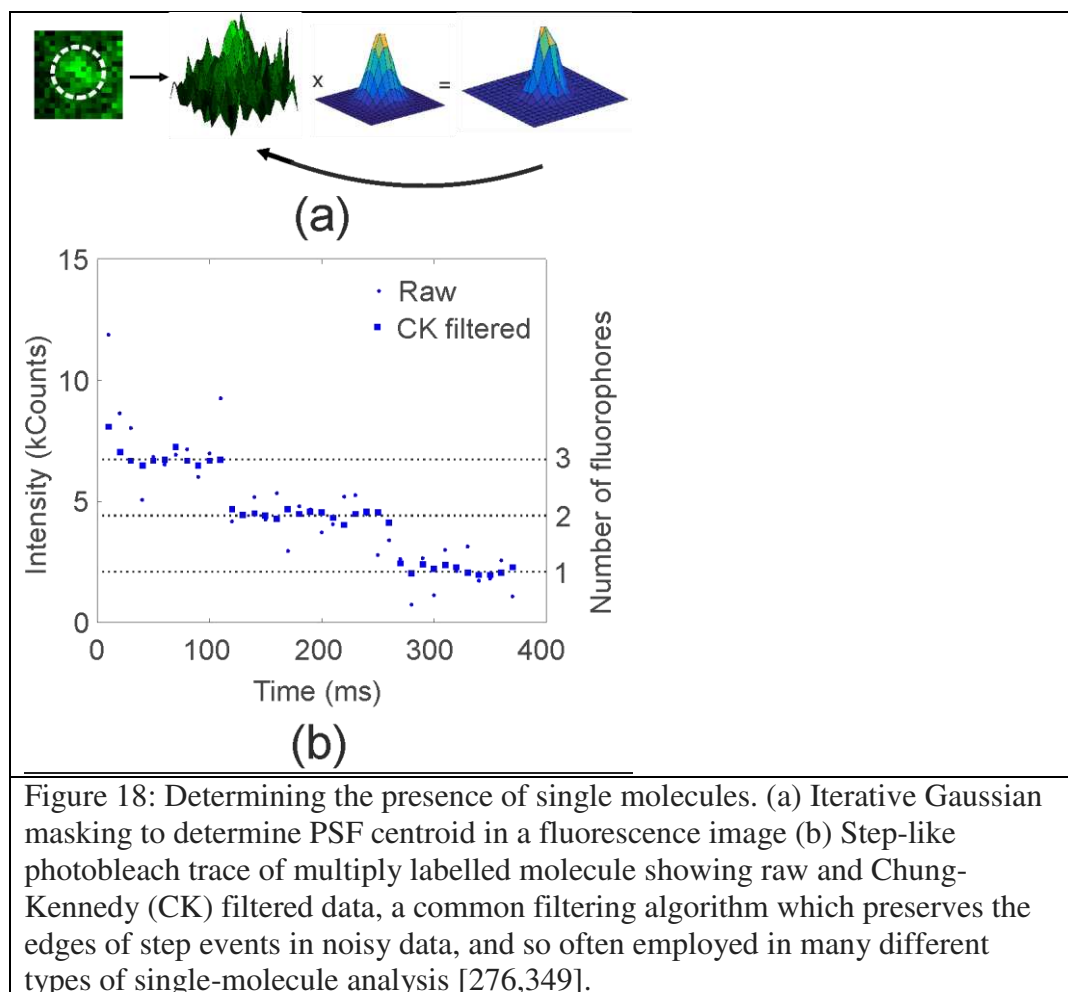 x =
(a)
15
10
5
0
Intensity (kCounts)
Raw
CK filtered
3
2
1
Number of fluorophores
0 100 200 300 400
Time (ms)
(b)
Figure 18: Determining the presence of single molecules. (a) Iterative Gaussian
masking to determine PSF centroid in a fluorescence image (b) Step-like
photobleach trace of multiply labelled molecule showing raw and Chung-
Kennedy (CK) filtered data, a common filtering algorithm which preserves the
edges of step events in noisy data, and so often employed in many different
types of single-molecule analysis [276,349].